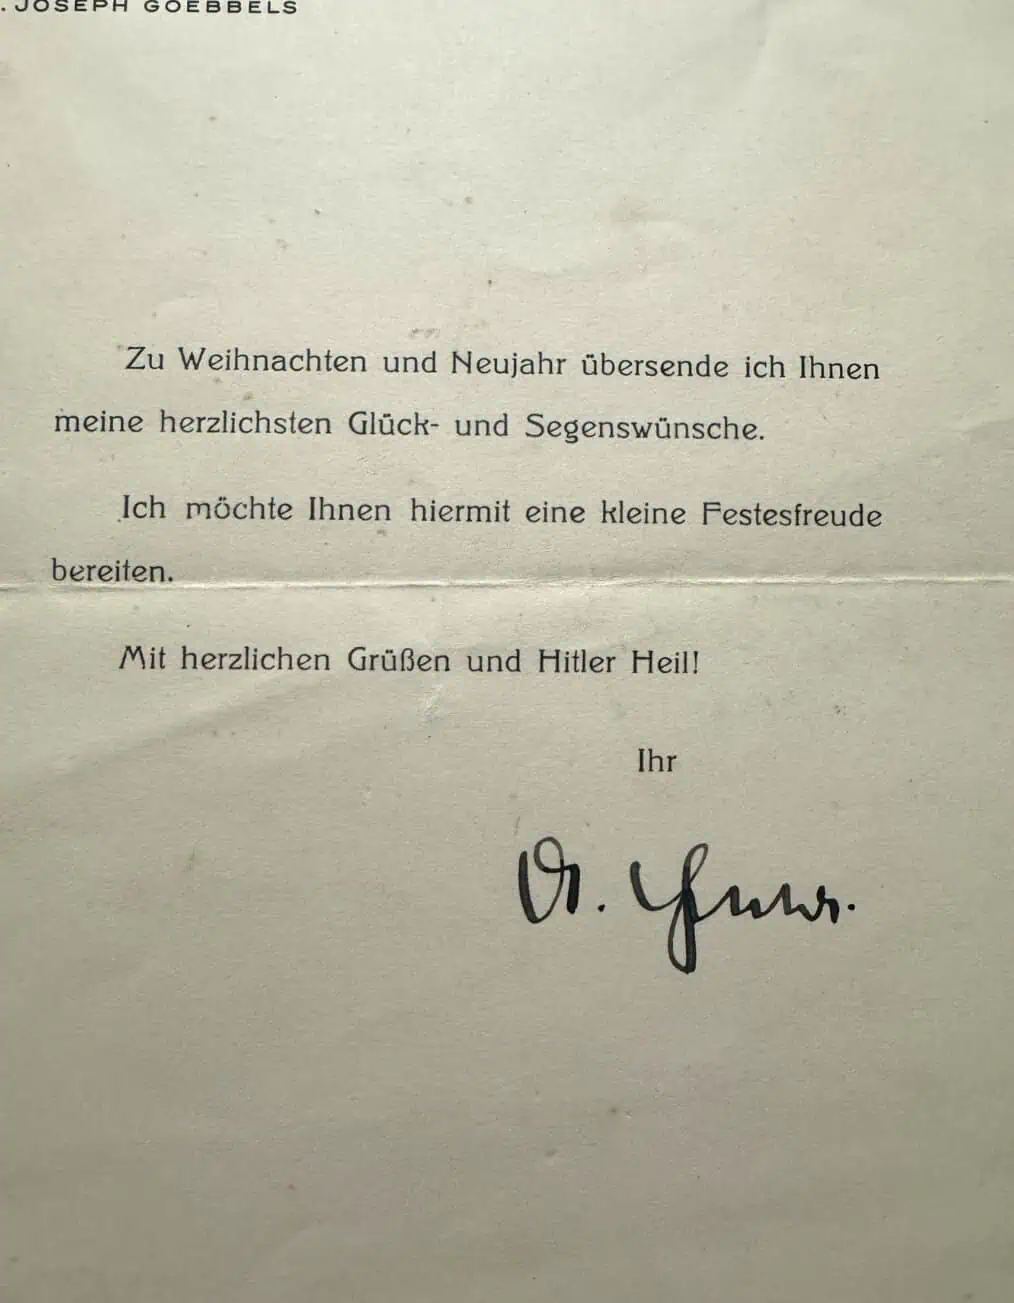 . JOSEPH GOEBBELS
Zu Weihnachten und Neujahr übersende ich Ihnen
meine herzlichsten Glück- und Segenswünsche.
Ich möchte Ihnen hiermit eine kleine Festesfreude
bereiten.
Mit herzlichen Grüßen und Hitler Heil!
Ihr
Dr.